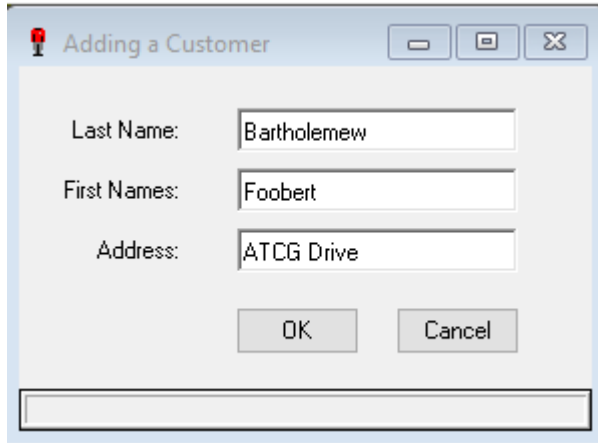 Adding a Customer
Last Name: Bartholemew
First Names: Foobert
Address: ATCG Drive
OK Cancel